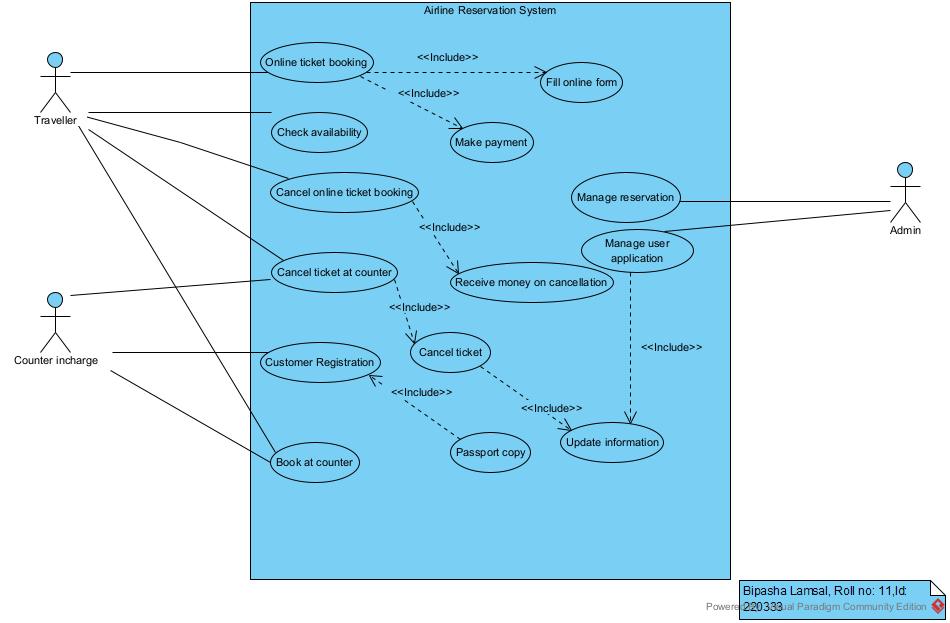 Airline Reservation System
Online ticket booking
<<Include>>
Fill online form
<<Include>>
Traveller
Check availability
Make payment
Cancel online ticket booking
Manage reservation
<<Include>>
Admin
Manage user
application
Cancel ticket at counter
Receive money on cancellation
<<Include>>
Counter incharge
Customer Registration
Cancel ticket
<<Include>>
<<Include>>
<<Include>>
Book at counter
Passport copy
Update information
Bipasha Lamsal, Roll no: 11,Id:
220333
Powered By Visual Paradigm Community Edition